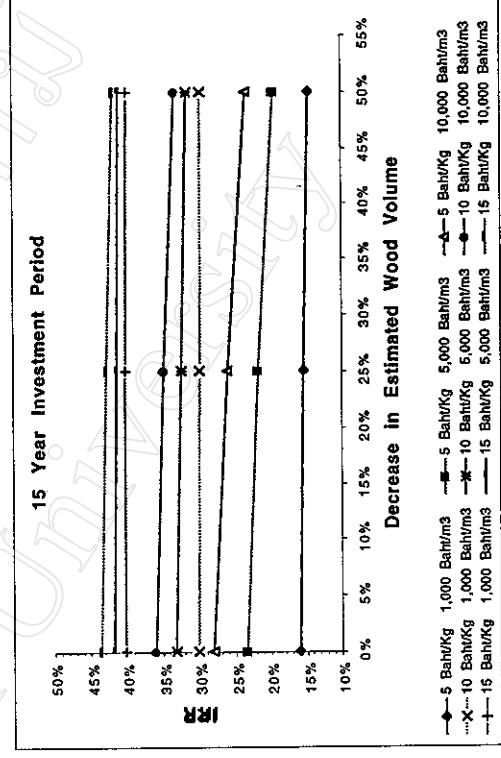 15 Year Investment Period
50%
45%
40%
35%
30%
25%
20%
15%
10%
IRR
0% 5% 10% 15% 20% 25% 30% 35% 40% 45% 50% 55%
Decrease in Estimated Wood Volume
5 Baht/Kg 1,000 Baht/m3 5 Baht/Kg 5,000 Baht/m3 5 Baht/Kg 10,000 Baht/m3
10 Baht/Kg 1,000 Baht/m3 10 Baht/Kg 5,000 Baht/m3 10 Baht/Kg 10,000 Baht/m3
15 Baht/Kg 1,000 Baht/m3 15 Baht/Kg 5,000 Baht/m3 15 Baht/Kg 10,000 Baht/m3
University